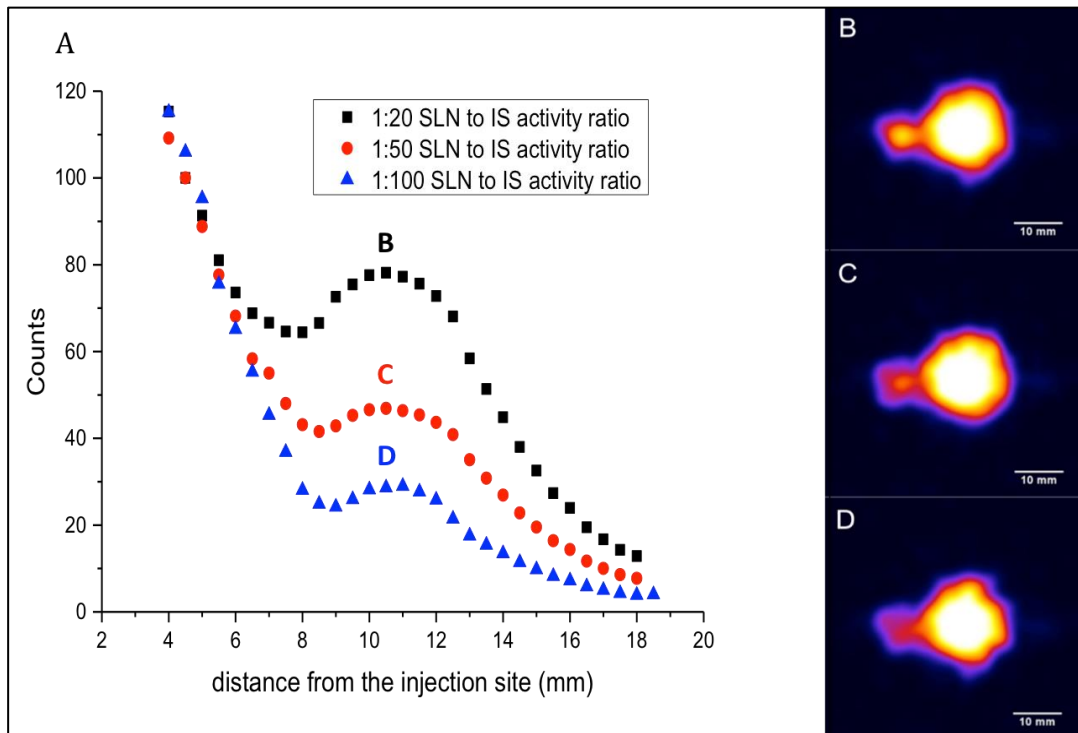 A
120
100
80
60
40
20
0
Counts
2 4 6 8 10 12 14 16 18 20
distance from the injection site (mm)
1:20 SLN to IS activity ratio
1:50 SLN to IS activity ratio
1:100 SLN to IS activity ratio
B
C
D
B
10 mm
C
10 mm
D
10 mm